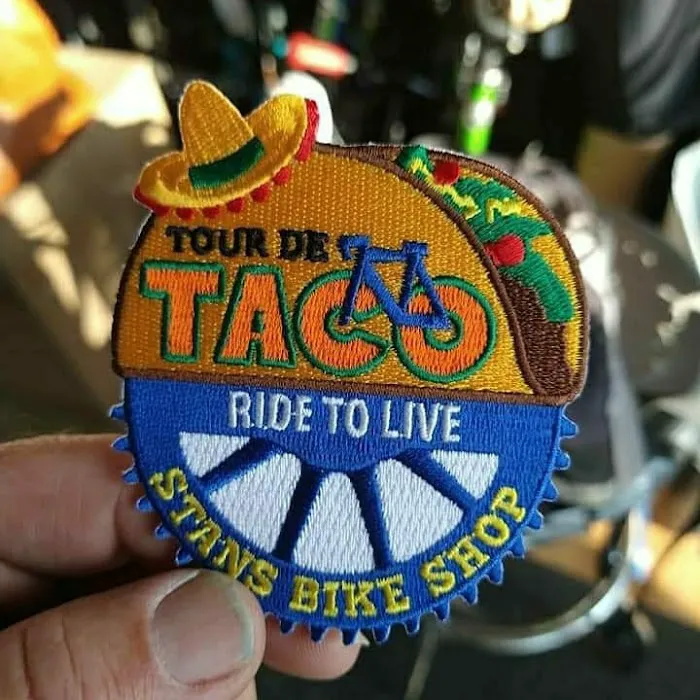 TOUR DE
TACO
RIDE TO LIVE
STANS BIKE SHOP